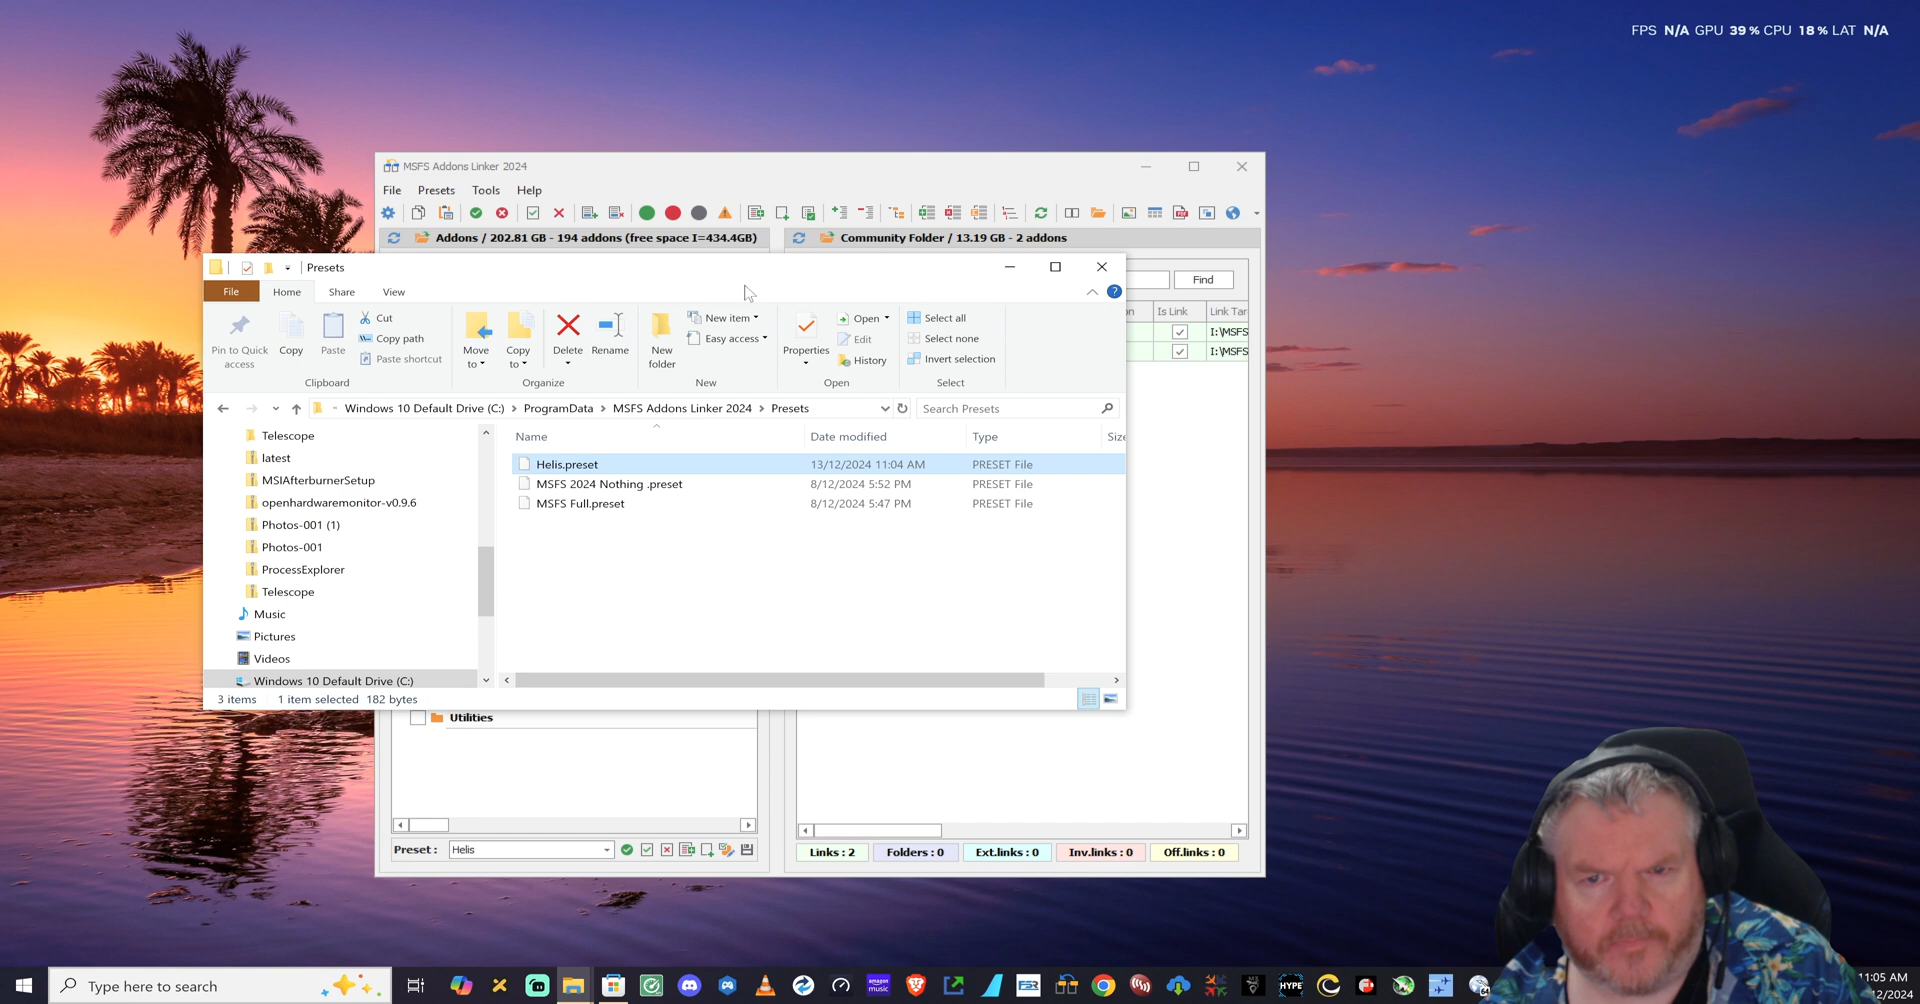 FPS N/A GPU 39 % CPU 18 % LAT N/A
MSFS Addons Linker 2024
File Presets Tools Help
Addons / 202.81 GB - 194 addons (free space I=434.4GB)
Community Folder / 13.19 GB - 2 addons
Presets
Find
File Home Share View
on Is Link Link Tar
I:\MSFS
I:\MSFS
Pin to Quick access
Copy
Paste
Cut
Copy path
Paste shortcut
Clipboard
Move to
Copy to
Delete
Rename
Organize
New folder
New item
Easy access
New
Properties
Open
Edit
History
Open
Select all
Select none
Invert selection
Select
Windows 10 Default Drive (C:) > ProgramData > MSFS Addons Linker 2024 > Presets
Search Presets
Telescope
latest
MSIAfterburnerSetup
openhardwaremonitor-v0.9.6
Photos-001 (1)
Photos-001
ProcessExplorer
Telescope
Music
Pictures
Videos
Windows 10 Default Drive (C:)
Name Date modified Type Size
Helis.preset 13/12/2024 11:04 AM PRESET File
MSFS 2024 Nothing .preset 8/12/2024 5:52 PM PRESET File
MSFS Full.preset 8/12/2024 5:47 PM PRESET File
3 items 1 item selected 182 bytes
Utilities
Preset : Helis
Links : 2 Folders : 0 Ext.links : 0 Inv.links : 0 Off.links : 0
Type here to search
amazon music
FSR
HYPE
64
11:05 AM
12/2024